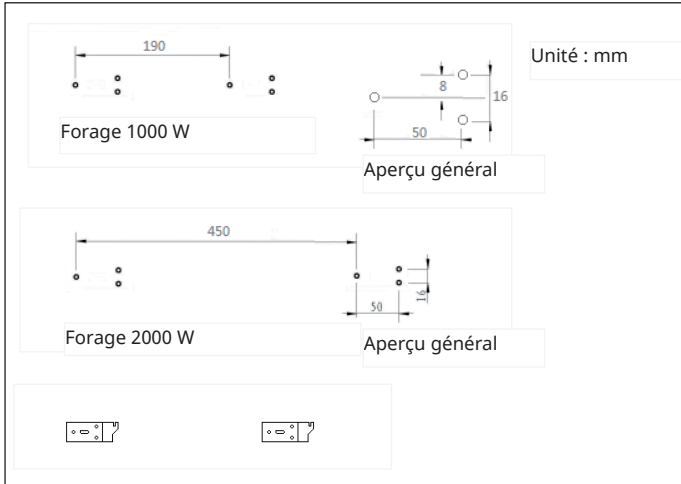 190
Unité : mm
8
16
50
Forage 1000 W
Aperçu général
450
50
16
Forage 2000 W
Aperçu général